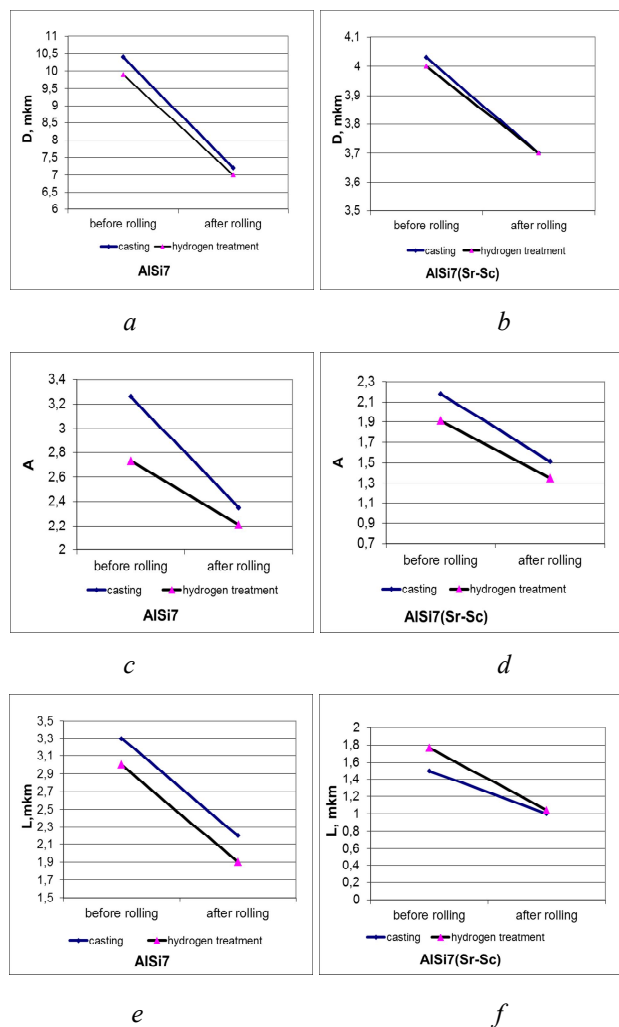 11
10,5
10
9,5
9
8,5
8
7,5
7
6,5
6
D, mkm
before rolling after rolling
casting hydrogen treatment
AlSi7
a
4,1
4
3,9
3,8
3,7
3,6
3,5
D, mkm
before rolling after rolling
casting hydrogen treatment
AlSi7(Sr-Sc)
b
3,4
3,2
3
2,8
2,6
2,4
2,2
2
A
before rolling after rolling
casting hydrogen treatment
AlSi7
c
2,3
2,1
1,9
1,7
1,5
1,3
1,1
0,9
0,7
A
before rolling after rolling
casting hydrogen treatment
AlSi7(Sr-Sc)
d
3,5
3,3
3,1
2,9
2,7
2,5
2,3
2,1
1,9
1,7
1,5
L,mkm
before rolling after rolling
casting hydrogen treatment
AlSi7
e
2
1,8
1,6
1,4
1,2
1
0,8
0,6
0,4
0,2
0
L, mkm
before rolling after rolling
casting hydrogen treatment
AlSi7(Sr-Sc)
f